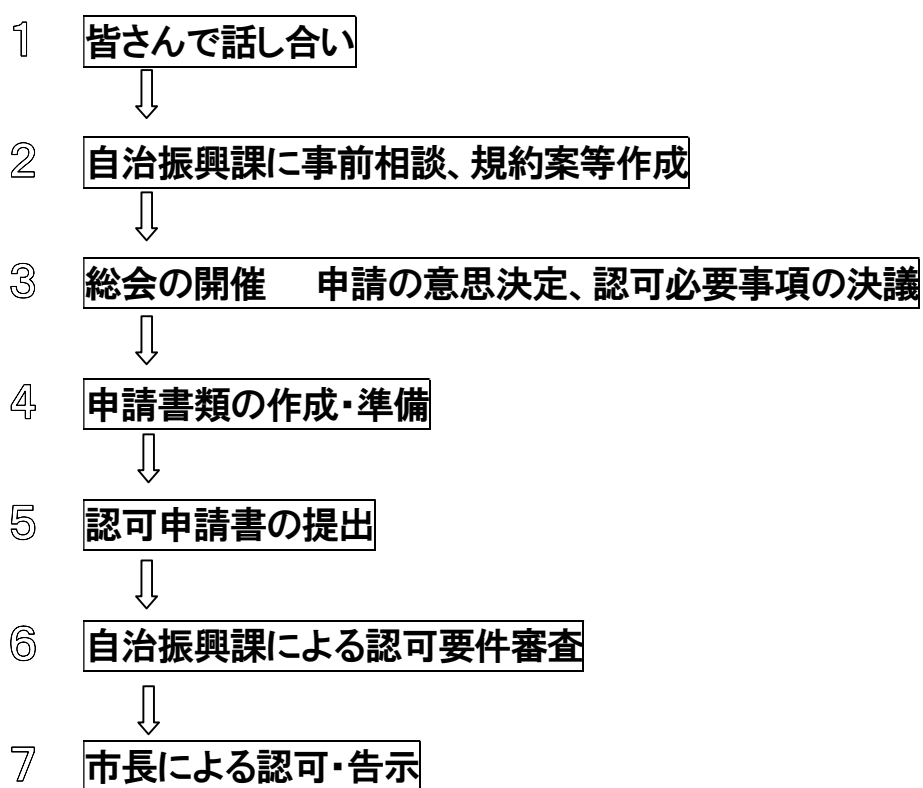 1 皆さんで話し合い
2 自治振興課に事前相談、規約案等作成
3 総会の開催　申請の意思決定、認可必要事項の決議
4 申請書類の作成・準備
5 認可申請書の提出
6 自治振興課による認可要件審査
7 市長による認可・告示